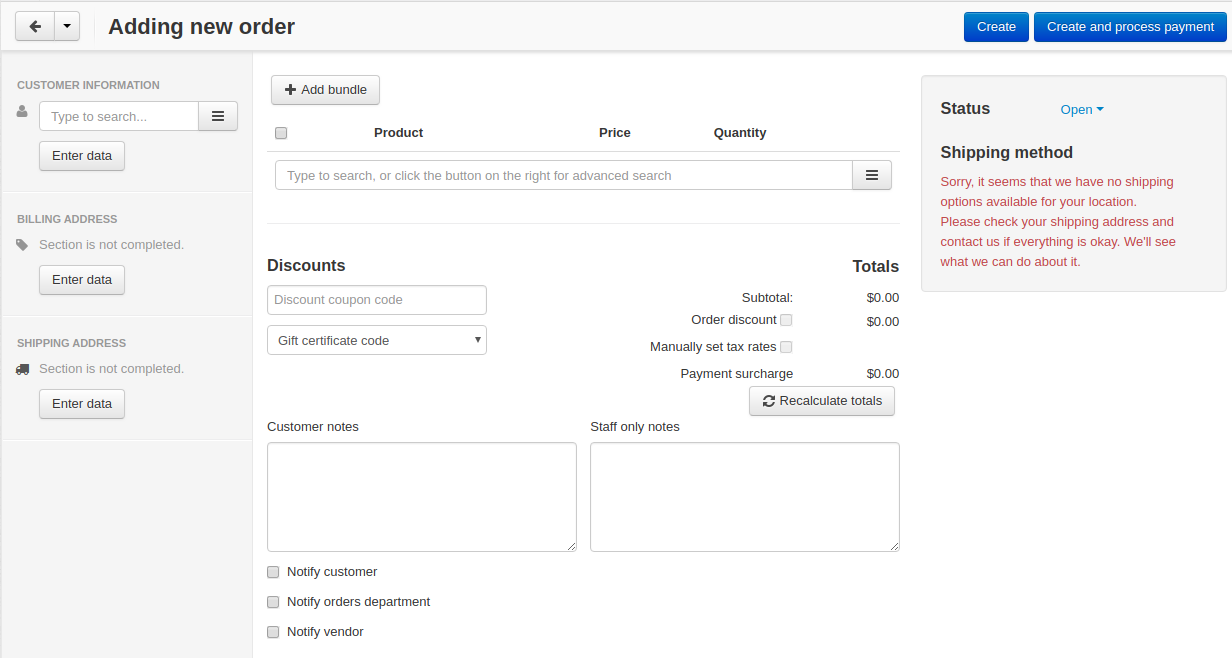 Adding new order
Create
Create and process payment
CUSTOMER INFORMATION
Type to search...
Enter data
BILLING ADDRESS
Section is not completed.
Enter data
SHIPPING ADDRESS
Section is not completed.
Enter data
Add bundle
Product Price Quantity
Type to search, or click the button on the right for advanced search
Discounts
Discount coupon code
Gift certificate code
Totals
Subtotal: $0.00
Order discount $0.00
Manually set tax rates
Payment surcharge $0.00
Recalculate totals
Customer notes
Staff only notes
Notify customer
Notify orders department
Notify vendor
Status Open
Shipping method
Sorry, it seems that we have no shipping
options available for your location.
Please check your shipping address and
contact us if everything is okay. We'll see
what we can do about it.